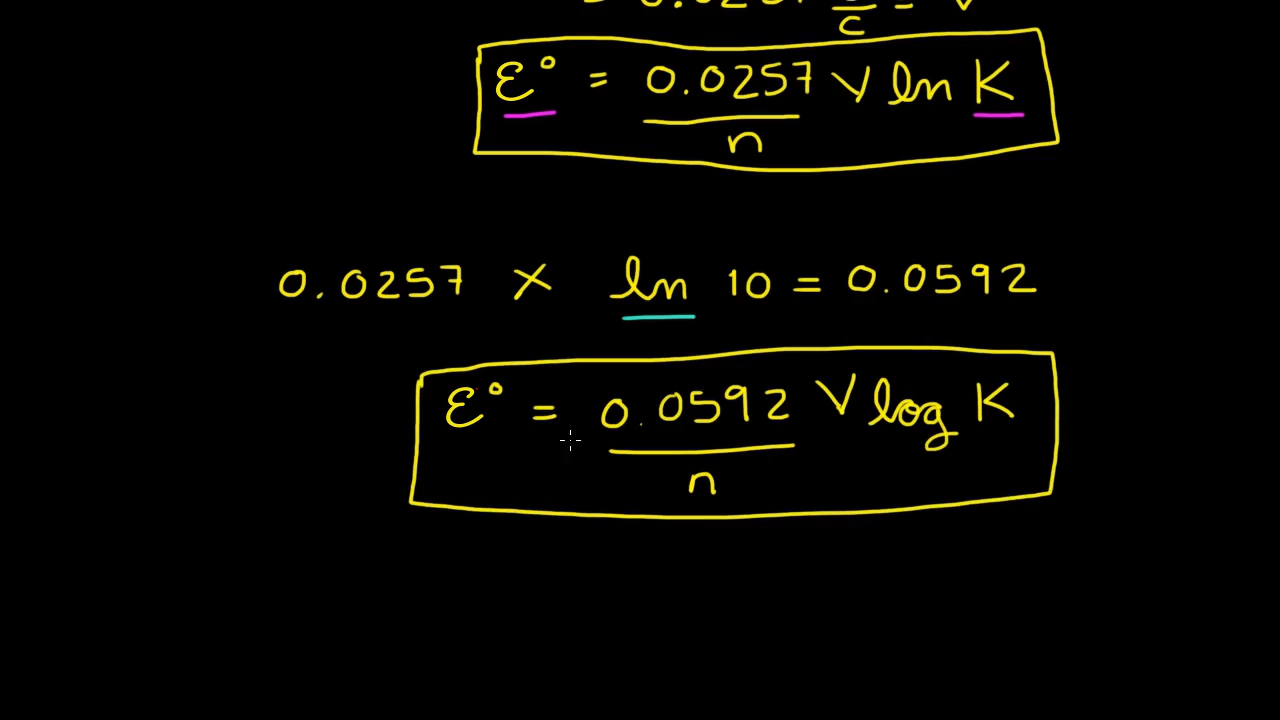 ℰ° = 0.0257 V ln K
n
0.0257 × ln 10 = 0.0592
ℰ° = 0.0592 V log K
n